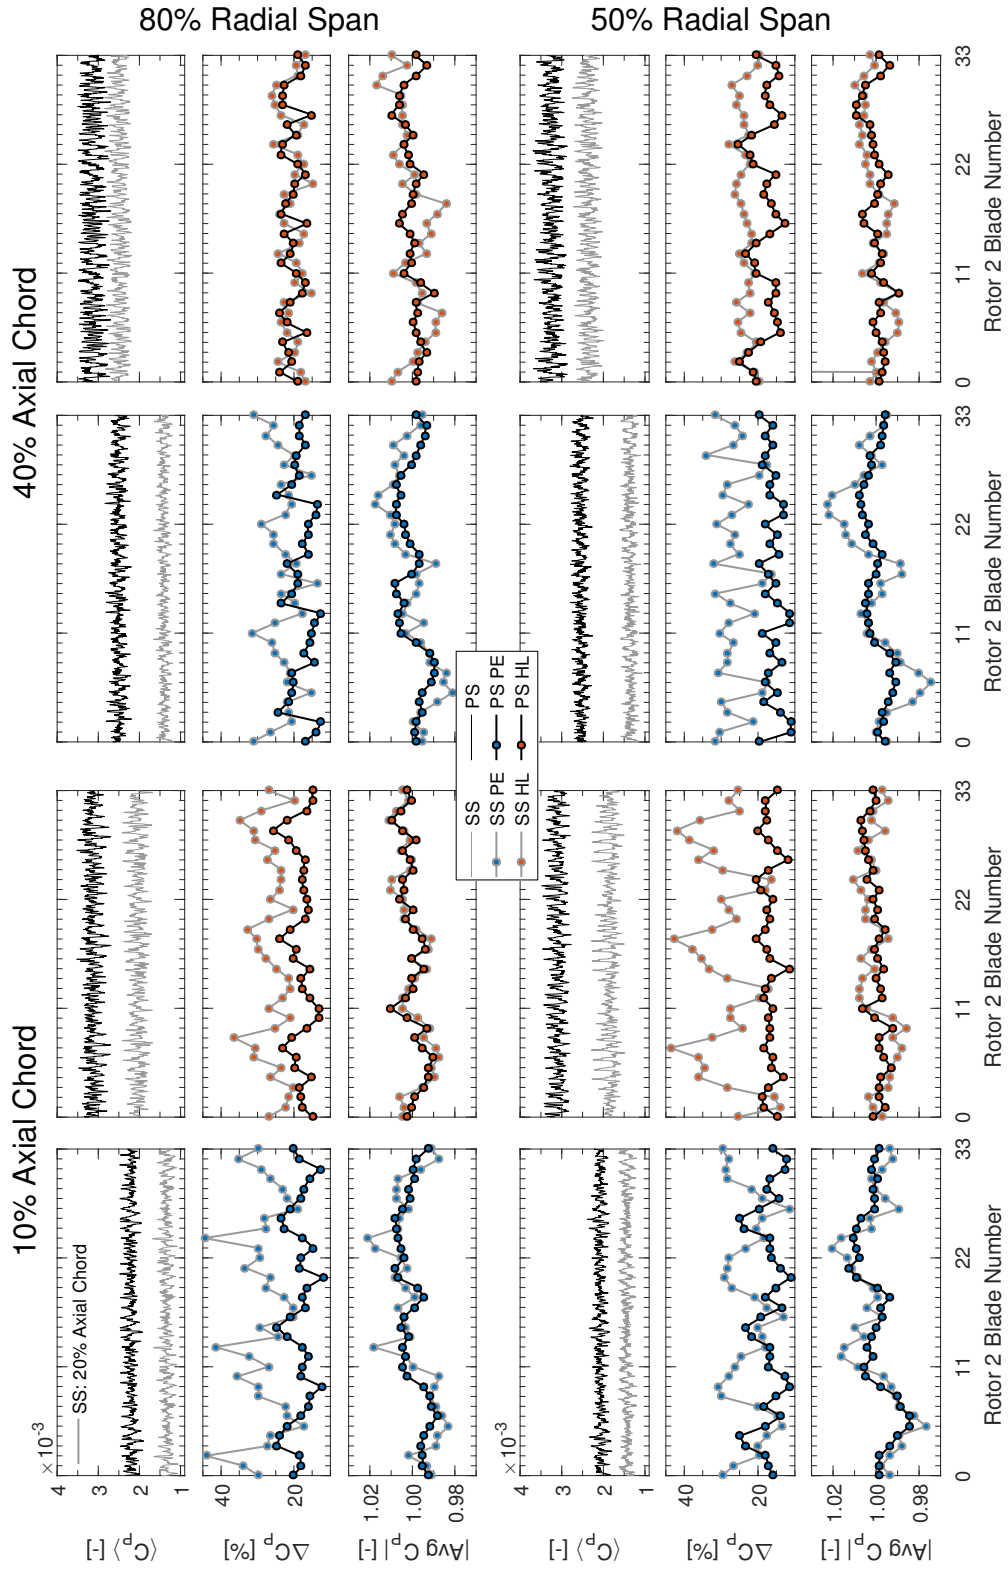 10% Axial Chord
40% Axial Chord
80% Radial Span
×10⁻³
SS: 20% Axial Chord
⟨C_P⟩ [-]
4
3
2
1
ΔC_P [%]
40
20
|Avg C_P| [-]
1.02
1.00
0.98
SS
PS
SS PE
PS PE
SS HL
PS HL
50% Radial Span
×10⁻³
⟨C_P⟩ [-]
4
3
2
1
ΔC_P [%]
40
20
|Avg C_P| [-]
1.02
1.00
0.98
0 11 22 33
0 11 22 33
0 11 22 33
0 11 22 33
Rotor 2 Blade Number
Rotor 2 Blade Number
Rotor 2 Blade Number
Rotor 2 Blade Number